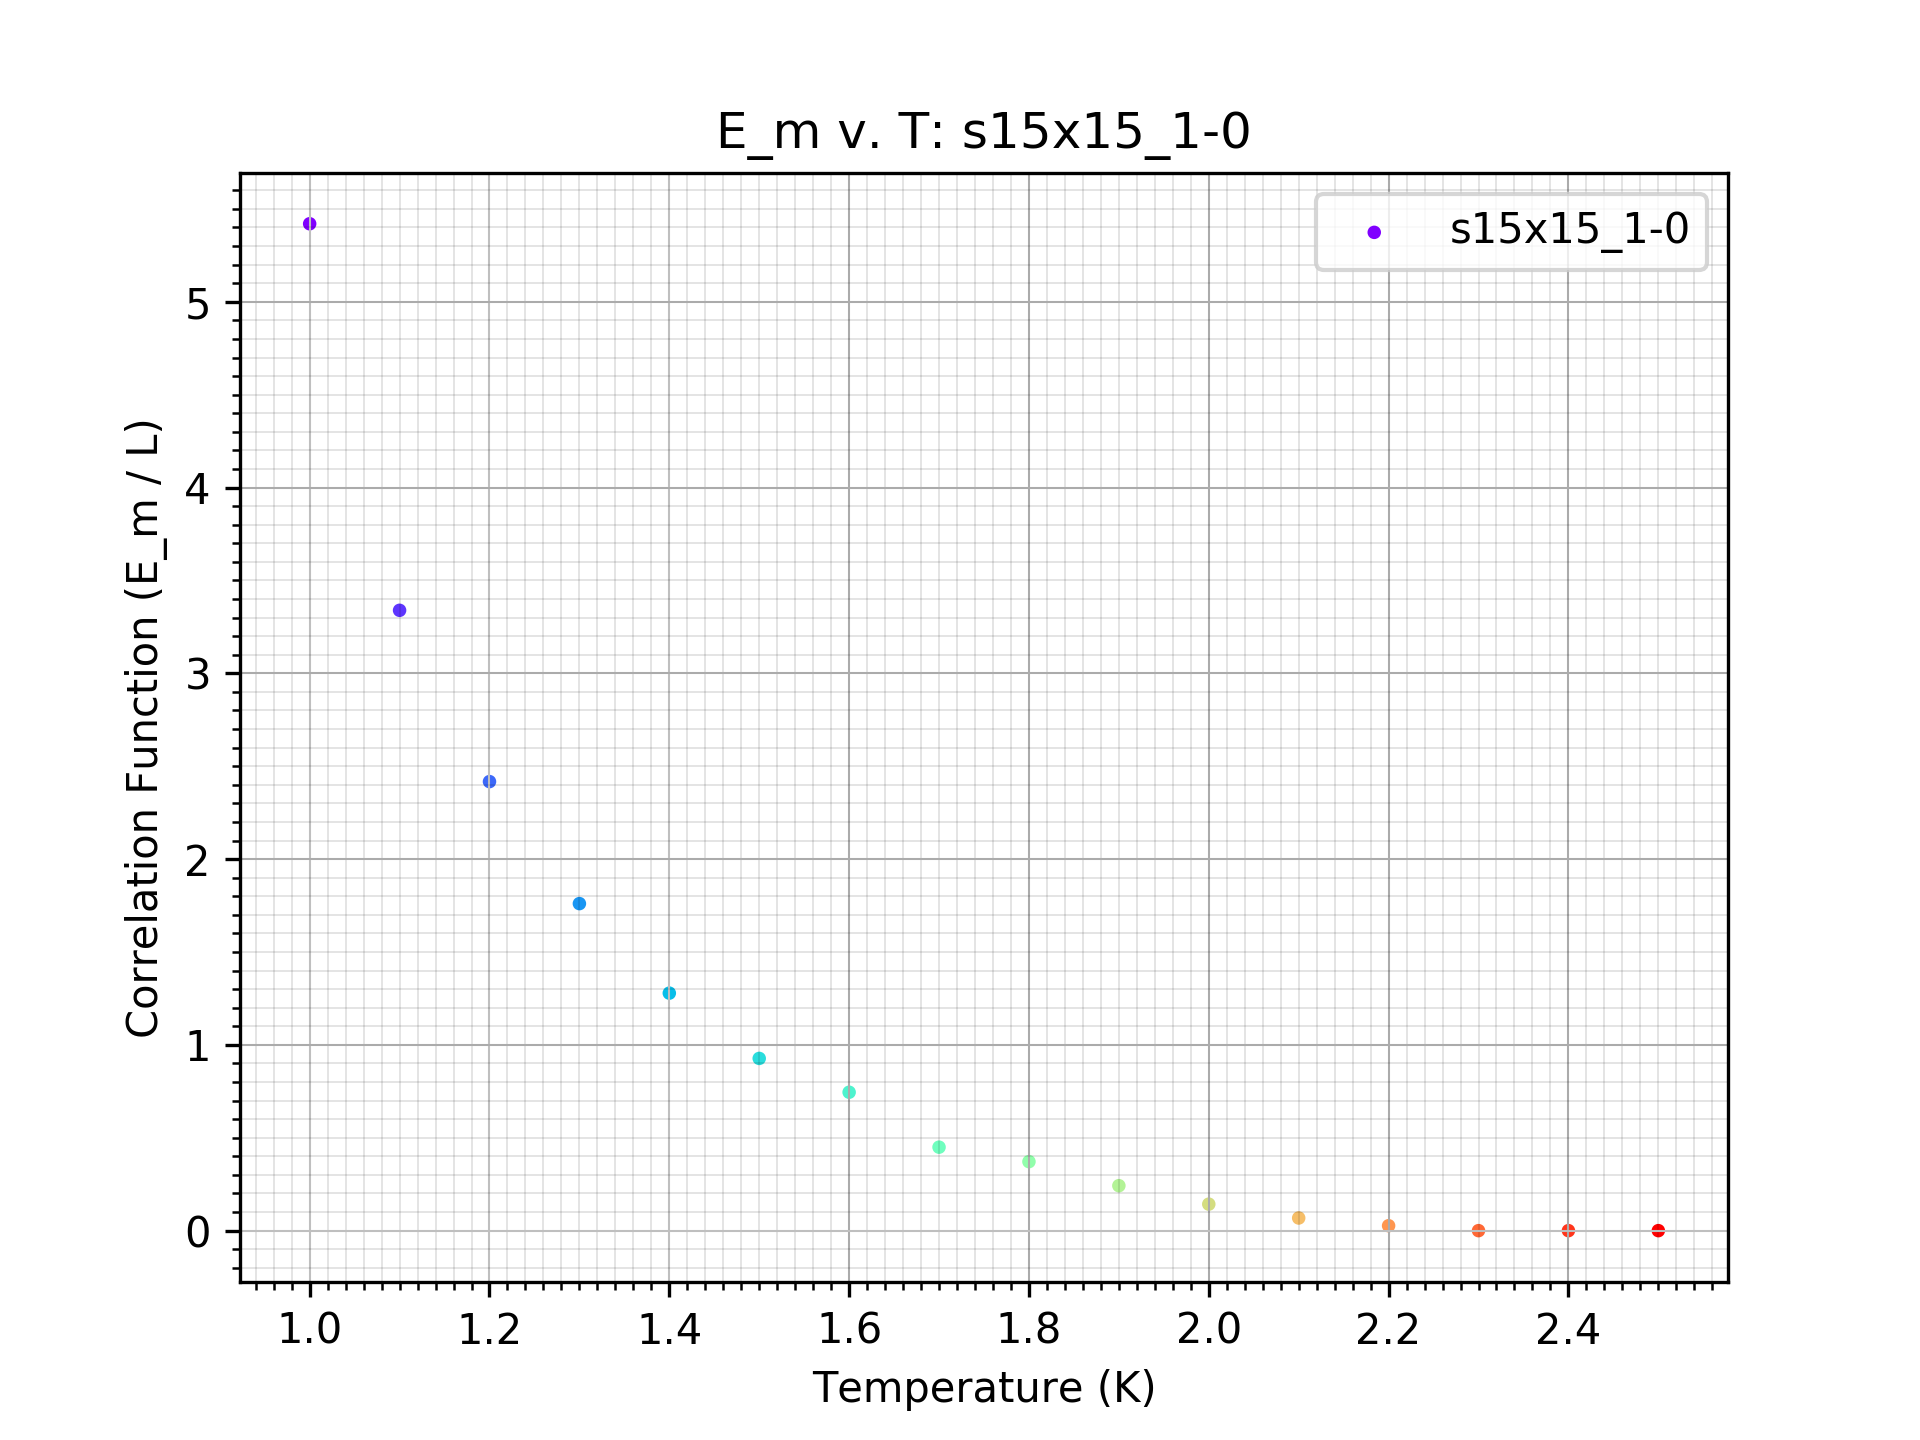 E_m v. T: s15x15_1-0
s15x15_1-0
Correlation Function (E_m / L)
5
4
3
2
1
0
1.0 1.2 1.4 1.6 1.8 2.0 2.2 2.4
Temperature (K)